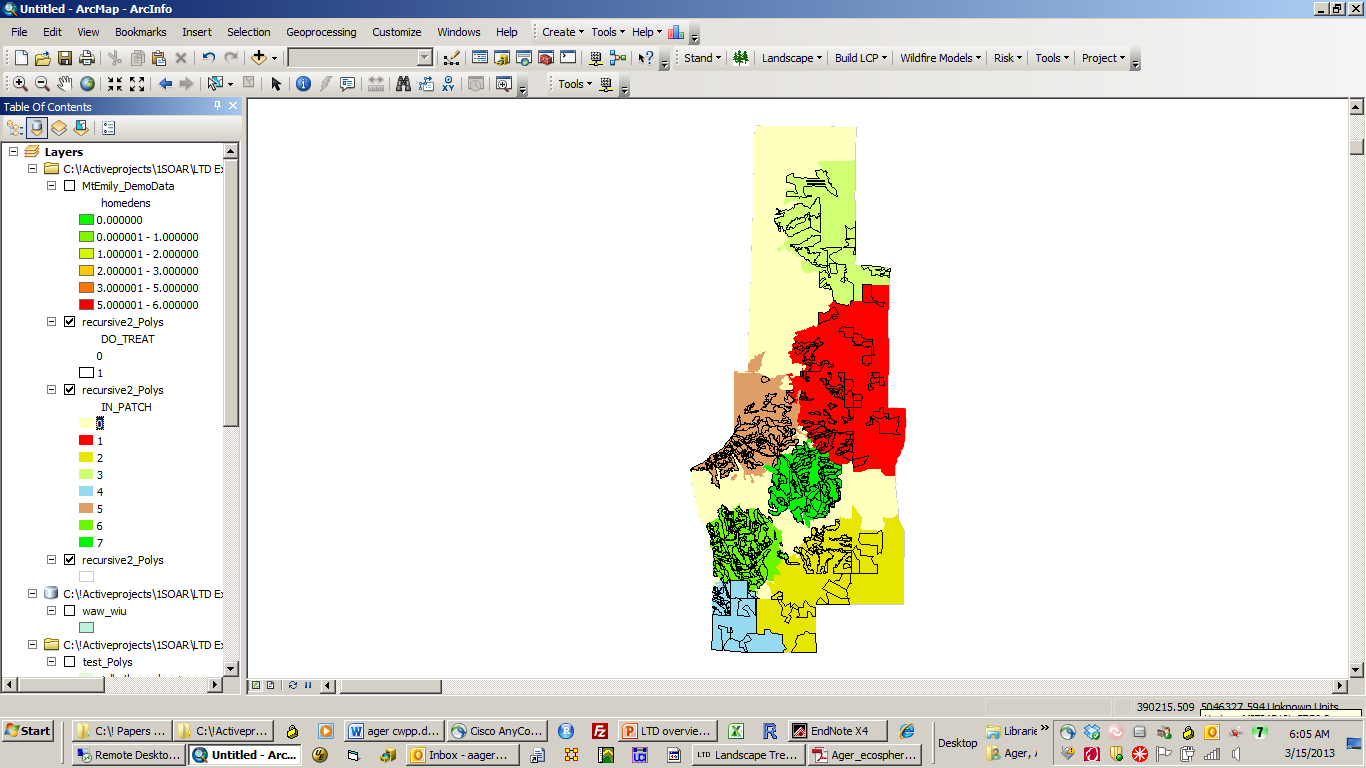 Untitled - ArcMap - ArcInfo
File Edit View Bookmarks Insert Selection Geoprocessing Customize Windows Help Create Tools Help
Stand Landscape Build LCP Wildfire Models Risk Tools Project
Tools
Table Of Contents
Layers
C:\!Activeprojects\1SOAR\LTD Ex
MtEmily_DemoData
homedens
0.000000
0.000001 - 1.000000
1.000001 - 2.000000
2.000001 - 3.000000
3.000001 - 5.000000
5.000001 - 6.000000
recursive2_Polys
DO_TREAT
0
1
recursive2_Polys
IN_PATCH
0
1
2
3
4
5
6
7
recursive2_Polys
C:\!Activeprojects\1SOAR\LTD Ex
waw_wiu
C:\!Activeprojects\1SOAR\LTD Ex
test_Polys
390215.509 5046327.594 Unknown Units
Start C:\! Papers ... C:\!Activepr... ager cwpp.d... Cisco AnyCo... LTD overvie... EndNote X4 Librarie » 6:05 AM
Desktop
Remote Deskto... Untitled - Arc... Inbox - aager... LTD Landscape Tre... Ager_ecospher... Ager, 3/15/2013